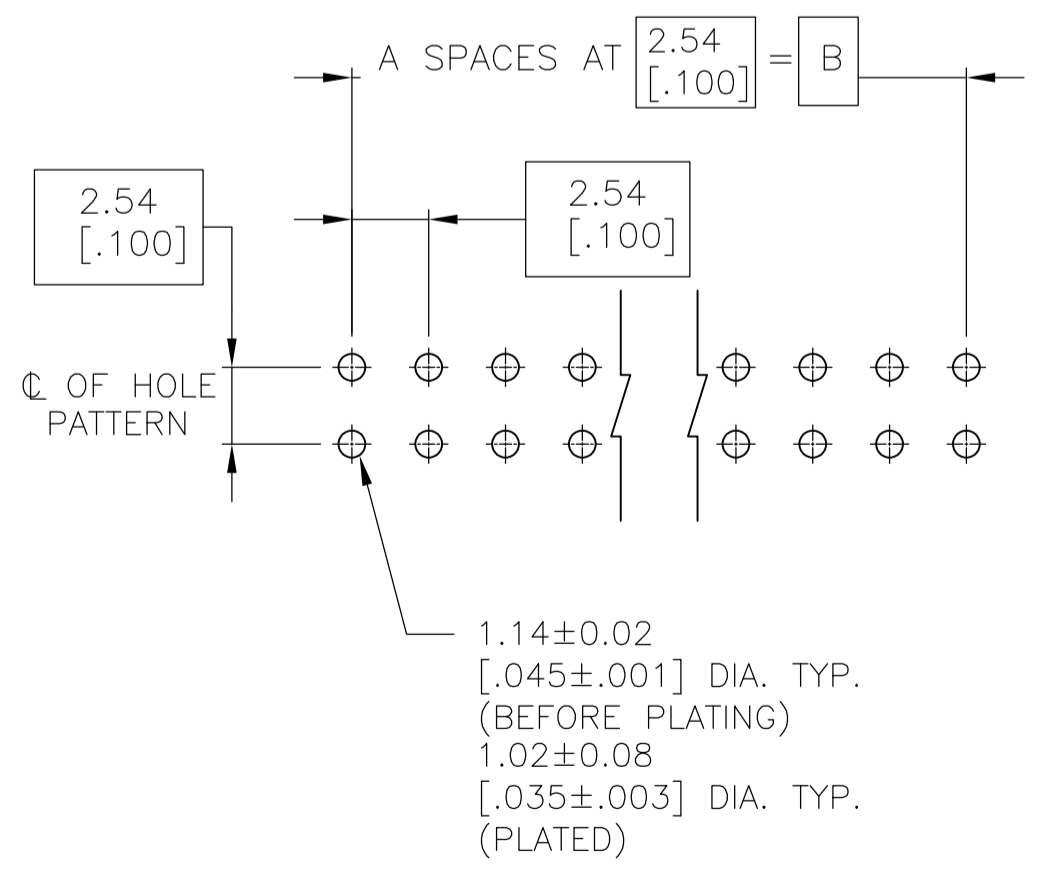 A SPACES AT 2.54 [.100] = B
2.54
[.100]
2.54
[.100]
℄ OF HOLE
PATTERN
1.14±0.02
[.045±.001] DIA. TYP.
(BEFORE PLATING)
1.02±0.08
[.035±.003] DIA. TYP.
(PLATED)